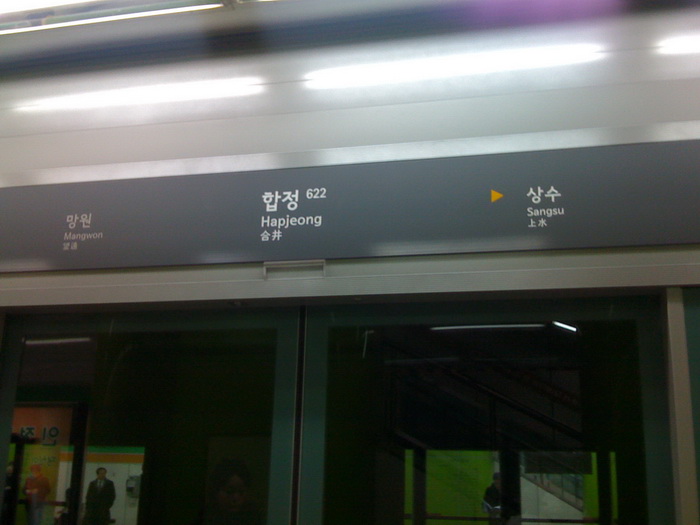 망원
Mangwon
望遠
합정 622
Hapjeong
合井
상수
Sangsu
上水